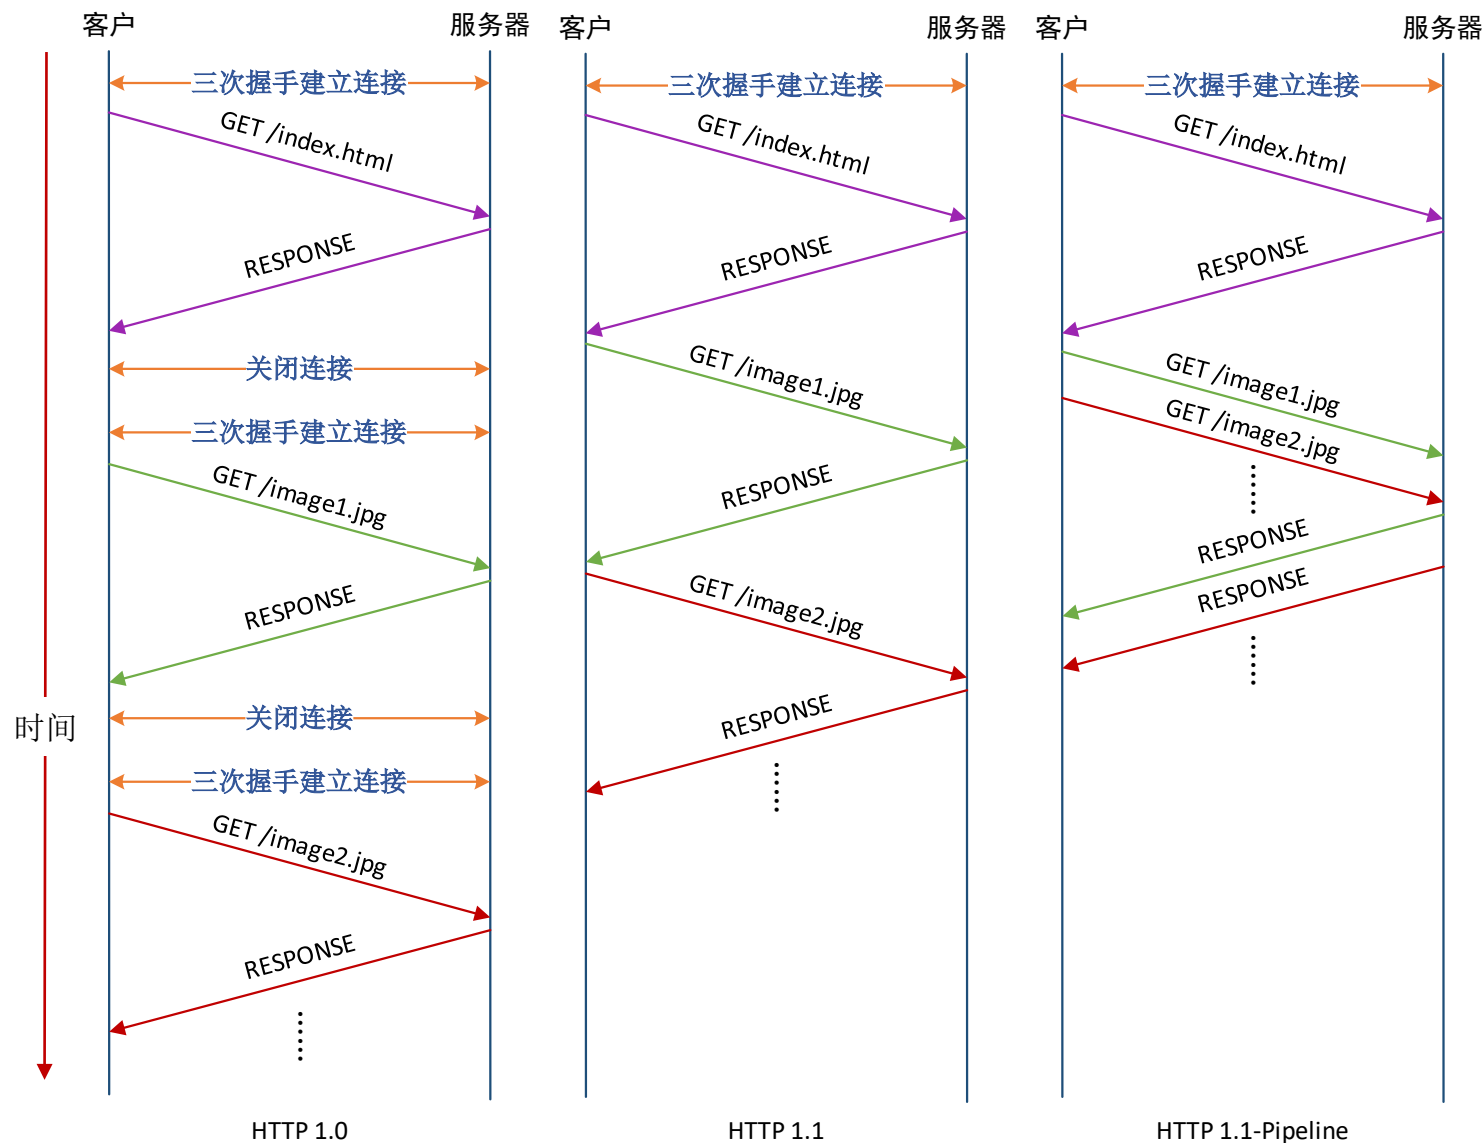 客户
服务器
三次握手建立连接
GET /index.html
RESPONSE
关闭连接
三次握手建立连接
GET /image1.jpg
RESPONSE
关闭连接
三次握手建立连接
GET /image2.jpg
RESPONSE
HTTP 1.0
客户
服务器
三次握手建立连接
GET /index.html
RESPONSE
GET /image1.jpg
RESPONSE
GET /image2.jpg
RESPONSE
HTTP 1.1
客户
服务器
三次握手建立连接
GET /index.html
RESPONSE
GET /image1.jpg
GET /image2.jpg
RESPONSE
RESPONSE
HTTP 1.1-Pipeline
时间